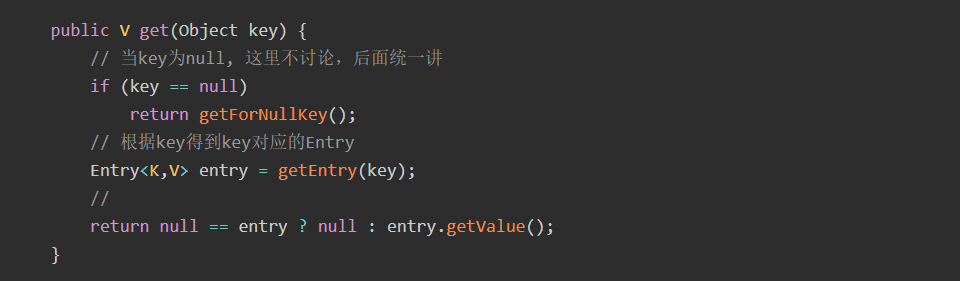 public V get(Object key) {
    // 当key为null, 这里不讨论，后面统一讲
    if (key == null)
        return getForNullKey();
    // 根据key得到key对应的Entry
    Entry<K,V> entry = getEntry(key);
    //
    return null == entry ? null : entry.getValue();
}